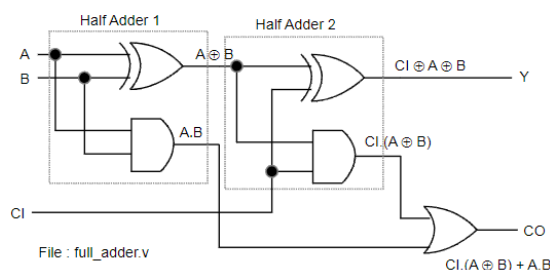 Half Adder 1
Half Adder 2
A
A ⊕ B
CI ⊕ A ⊕ B
B
Y
A.B
CI.(A ⊕ B)
CI
CO
File : full_adder.v
CI.(A ⊕ B) + A.B